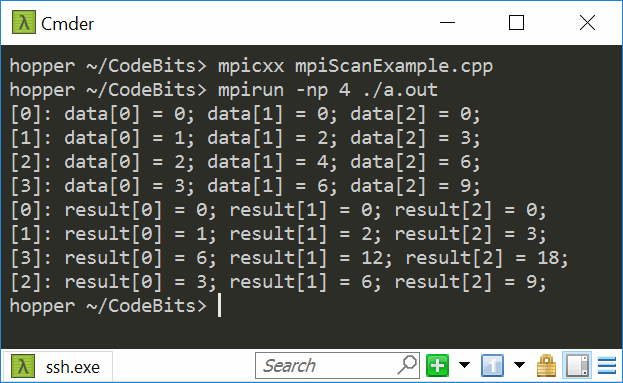 Cmder
hopper ~/CodeBits> mpicxx mpiScanExample.cpp
hopper ~/CodeBits> mpirun -np 4 ./a.out
[0]: data[0] = 0; data[1] = 0; data[2] = 0;
[1]: data[0] = 1; data[1] = 2; data[2] = 3;
[2]: data[0] = 2; data[1] = 4; data[2] = 6;
[3]: data[0] = 3; data[1] = 6; data[2] = 9;
[0]: result[0] = 0; result[1] = 0; result[2] = 0;
[1]: result[0] = 1; result[1] = 2; result[2] = 3;
[3]: result[0] = 6; result[1] = 12; result[2] = 18;
[2]: result[0] = 3; result[1] = 6; result[2] = 9;
hopper ~/CodeBits>
λ ssh.exe Search 1